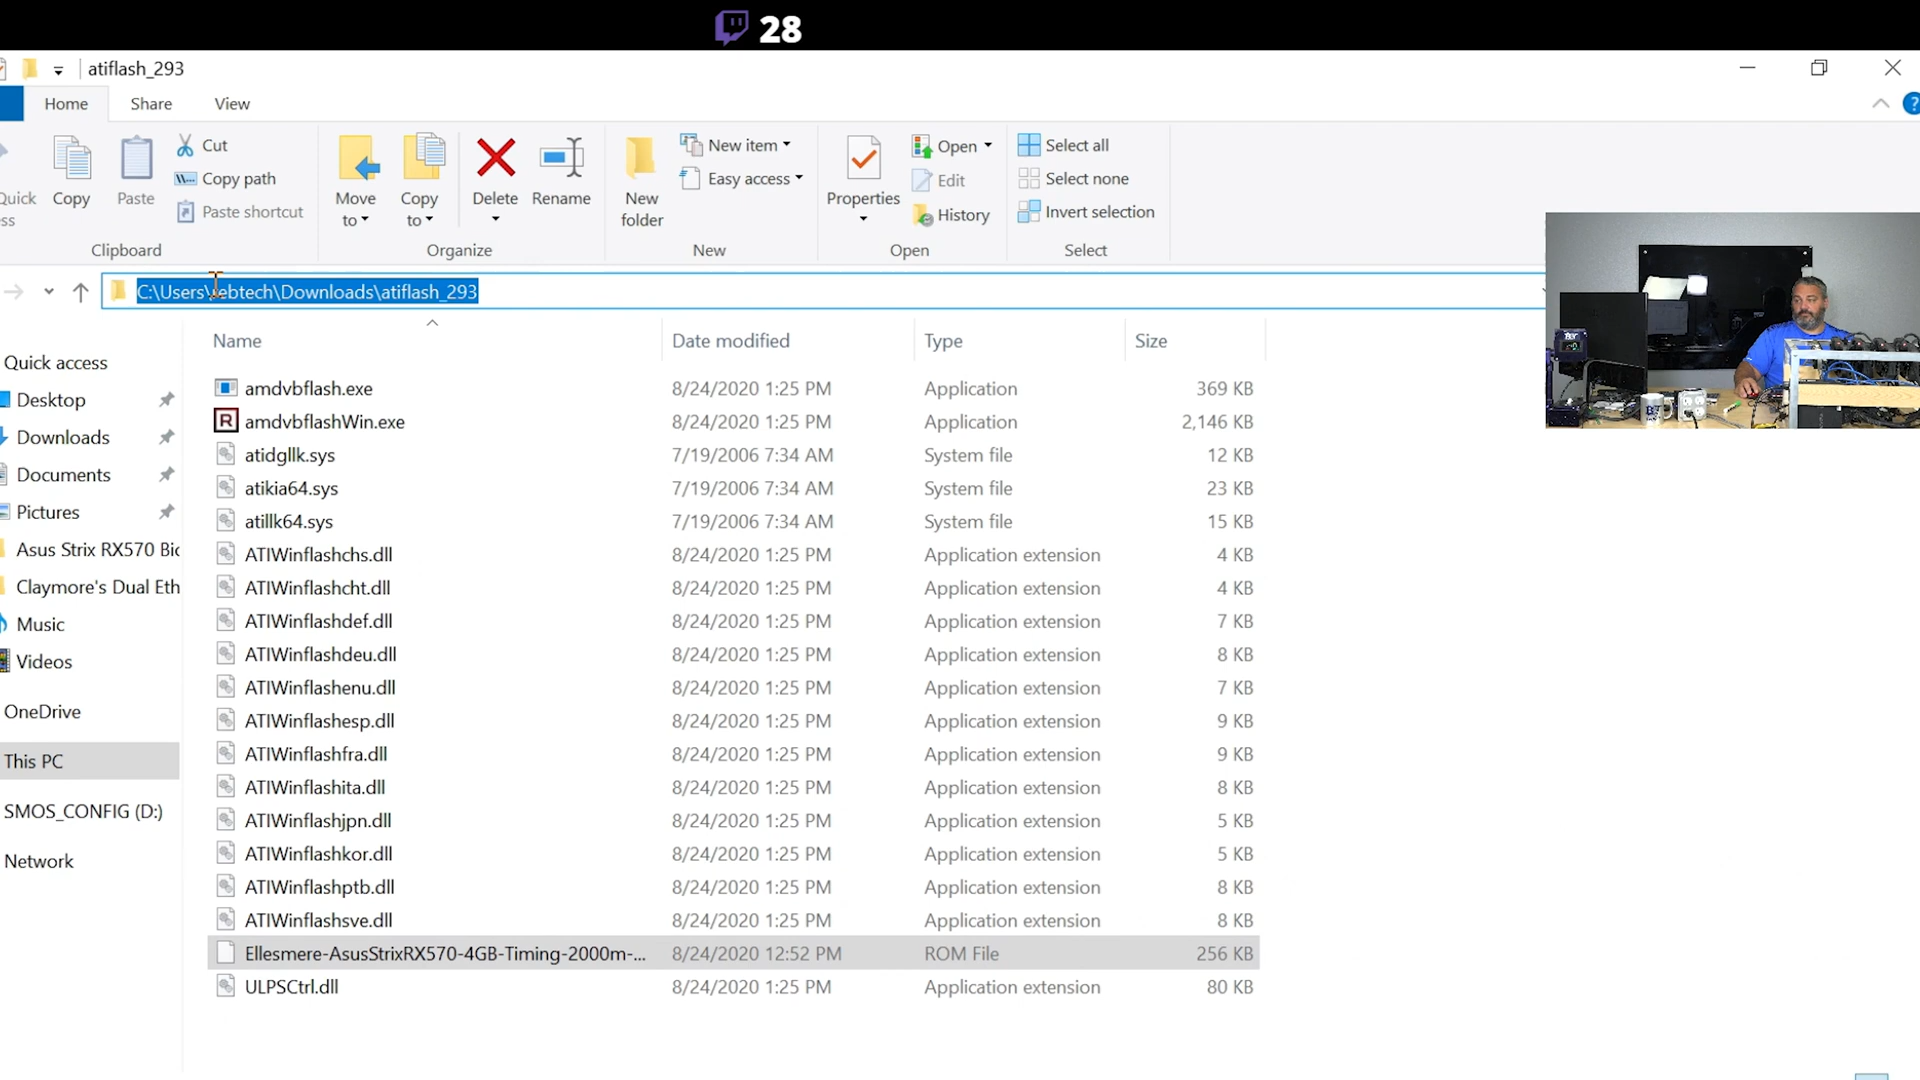 28
atiflash_293
Home Share View
Copy
Paste
Cut
Copy path
Paste shortcut
Clipboard
Move to
Copy to
Delete
Rename
Organize
New folder
New item
Easy access
New
Properties
Open
Edit
History
Open
Select all
Select none
Invert selection
Select
C:\Users\ebtech\Downloads\atiflash_293
Quick access
Desktop
Downloads
Documents
Pictures
Asus Strix RX570 Bic
Claymore's Dual Eth
Music
Videos
OneDrive
This PC
SMOS_CONFIG (D:)
Network
Name Date modified Type Size
amdvbflash.exe 8/24/2020 1:25 PM Application 369 KB
amdvbflashWin.exe 8/24/2020 1:25 PM Application 2,146 KB
atidgllk.sys 7/19/2006 7:34 AM System file 12 KB
atikia64.sys 7/19/2006 7:34 AM System file 23 KB
atillk64.sys 7/19/2006 7:34 AM System file 15 KB
ATIWinflashchs.dll 8/24/2020 1:25 PM Application extension 4 KB
ATIWinflashcht.dll 8/24/2020 1:25 PM Application extension 4 KB
ATIWinflashdef.dll 8/24/2020 1:25 PM Application extension 7 KB
ATIWinflashdeu.dll 8/24/2020 1:25 PM Application extension 8 KB
ATIWinflashenu.dll 8/24/2020 1:25 PM Application extension 7 KB
ATIWinflashesp.dll 8/24/2020 1:25 PM Application extension 9 KB
ATIWinflashfra.dll 8/24/2020 1:25 PM Application extension 9 KB
ATIWinflashita.dll 8/24/2020 1:25 PM Application extension 8 KB
ATIWinflashjpn.dll 8/24/2020 1:25 PM Application extension 5 KB
ATIWinflashkor.dll 8/24/2020 1:25 PM Application extension 5 KB
ATIWinflashptb.dll 8/24/2020 1:25 PM Application extension 8 KB
ATIWinflashsve.dll 8/24/2020 1:25 PM Application extension 8 KB
Ellesmere-AsusStrixRX570-4GB-Timing-2000m-... 8/24/2020 12:52 PM ROM File 256 KB
ULPSCtrl.dll 8/24/2020 1:25 PM Application extension 80 KB